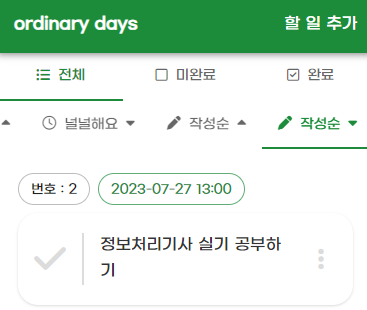 ordinary days 할 일 추가
전체 미완료 완료
널널해요 작성순 작성순
번호 : 2 2023-07-27 13:00
정보처리기사 실기 공부하
기